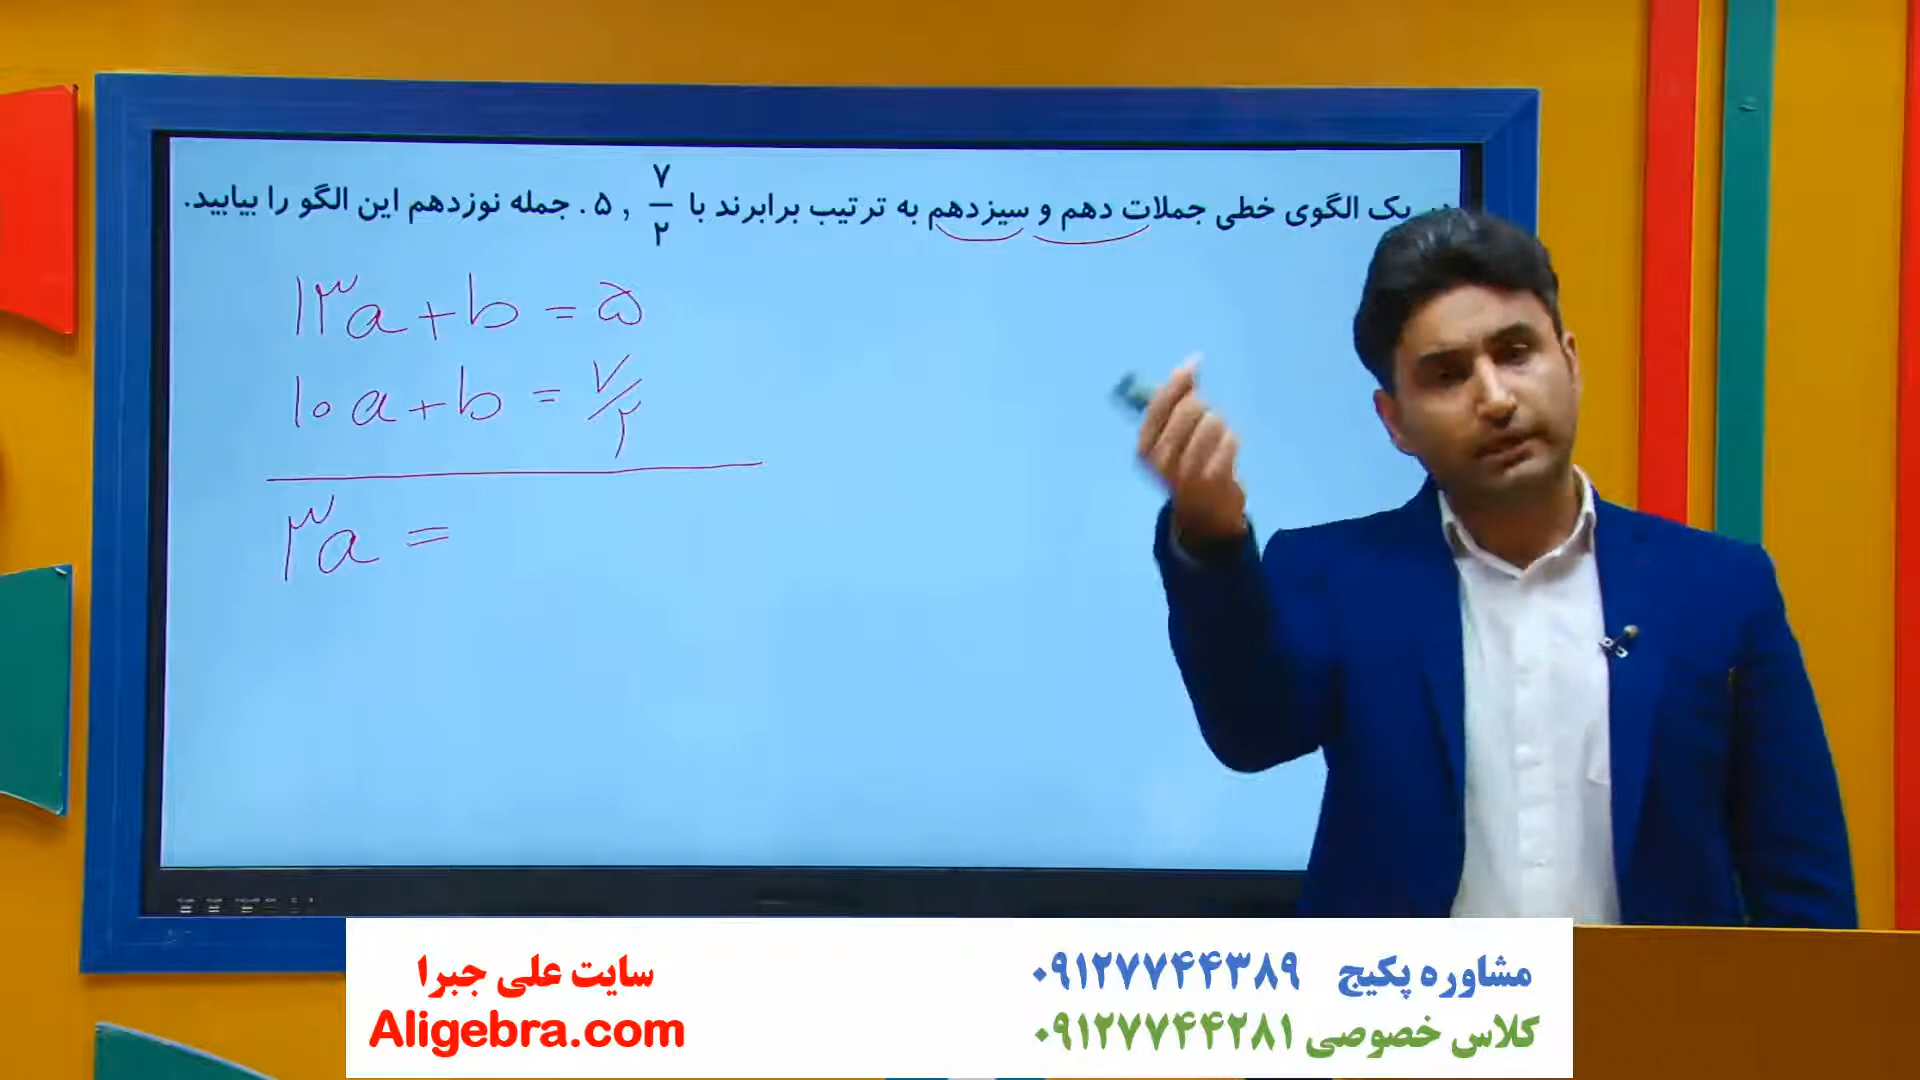 یک الگوی خطی جملات دهم و سیزدهم به ترتیب برابرند با ۷/۲ , ۵. جمله نوزدهم این الگو را بیابید.
۱۳a + b = ۵
۱۰a + b = ۷/۲
۳a =
سایت علی جبرا
Aligebra.com
مشاوره پکیج ۰۹۱۲۷۷۴۴۳۸۹
کلاس خصوصی ۰۹۱۲۷۷۴۴۲۸۱